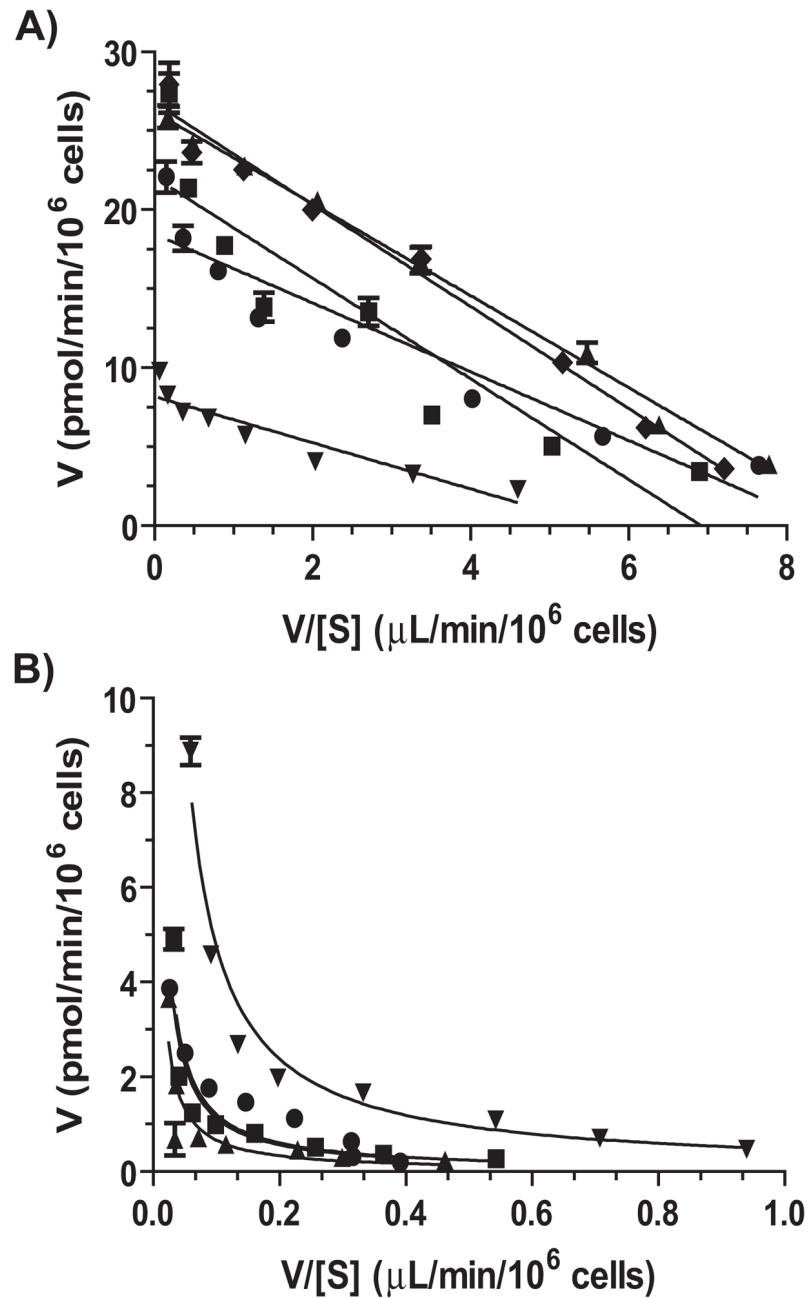 A)
30
20
10
0
V (pmol/min/10⁶ cells)
0 2 4 6 8
V/[S] (μL/min/10⁶ cells)
B)
10
8
6
4
2
0
V (pmol/min/10⁶ cells)
0.0 0.2 0.4 0.6 0.8 1.0
V/[S] (μL/min/10⁶ cells)